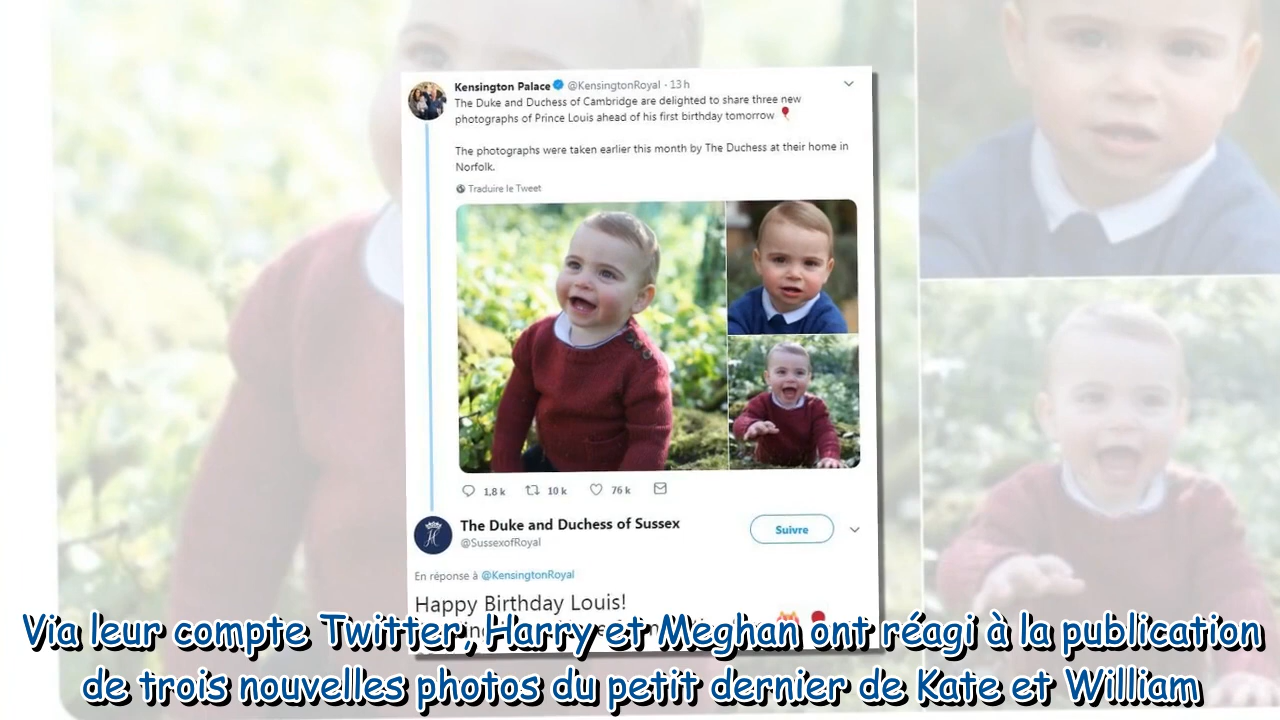 Kensington Palace @KensingtonRoyal · 13 h
The Duke and Duchess of Cambridge are delighted to share three new
photographs of Prince Louis ahead of his first birthday tomorrow
The photographs were taken earlier this month by The Duchess at their home in
Norfolk.
Traduire le Tweet
1,8 k 10 k 76 k
The Duke and Duchess of Sussex
@SussexofRoyal
Suivre
En réponse à @KensingtonRoyal
Happy Birthday Louis!
Via leur compte Twitter, Harry et Meghan ont réagi à la publication
de trois nouvelles photos du petit dernier de Kate et William